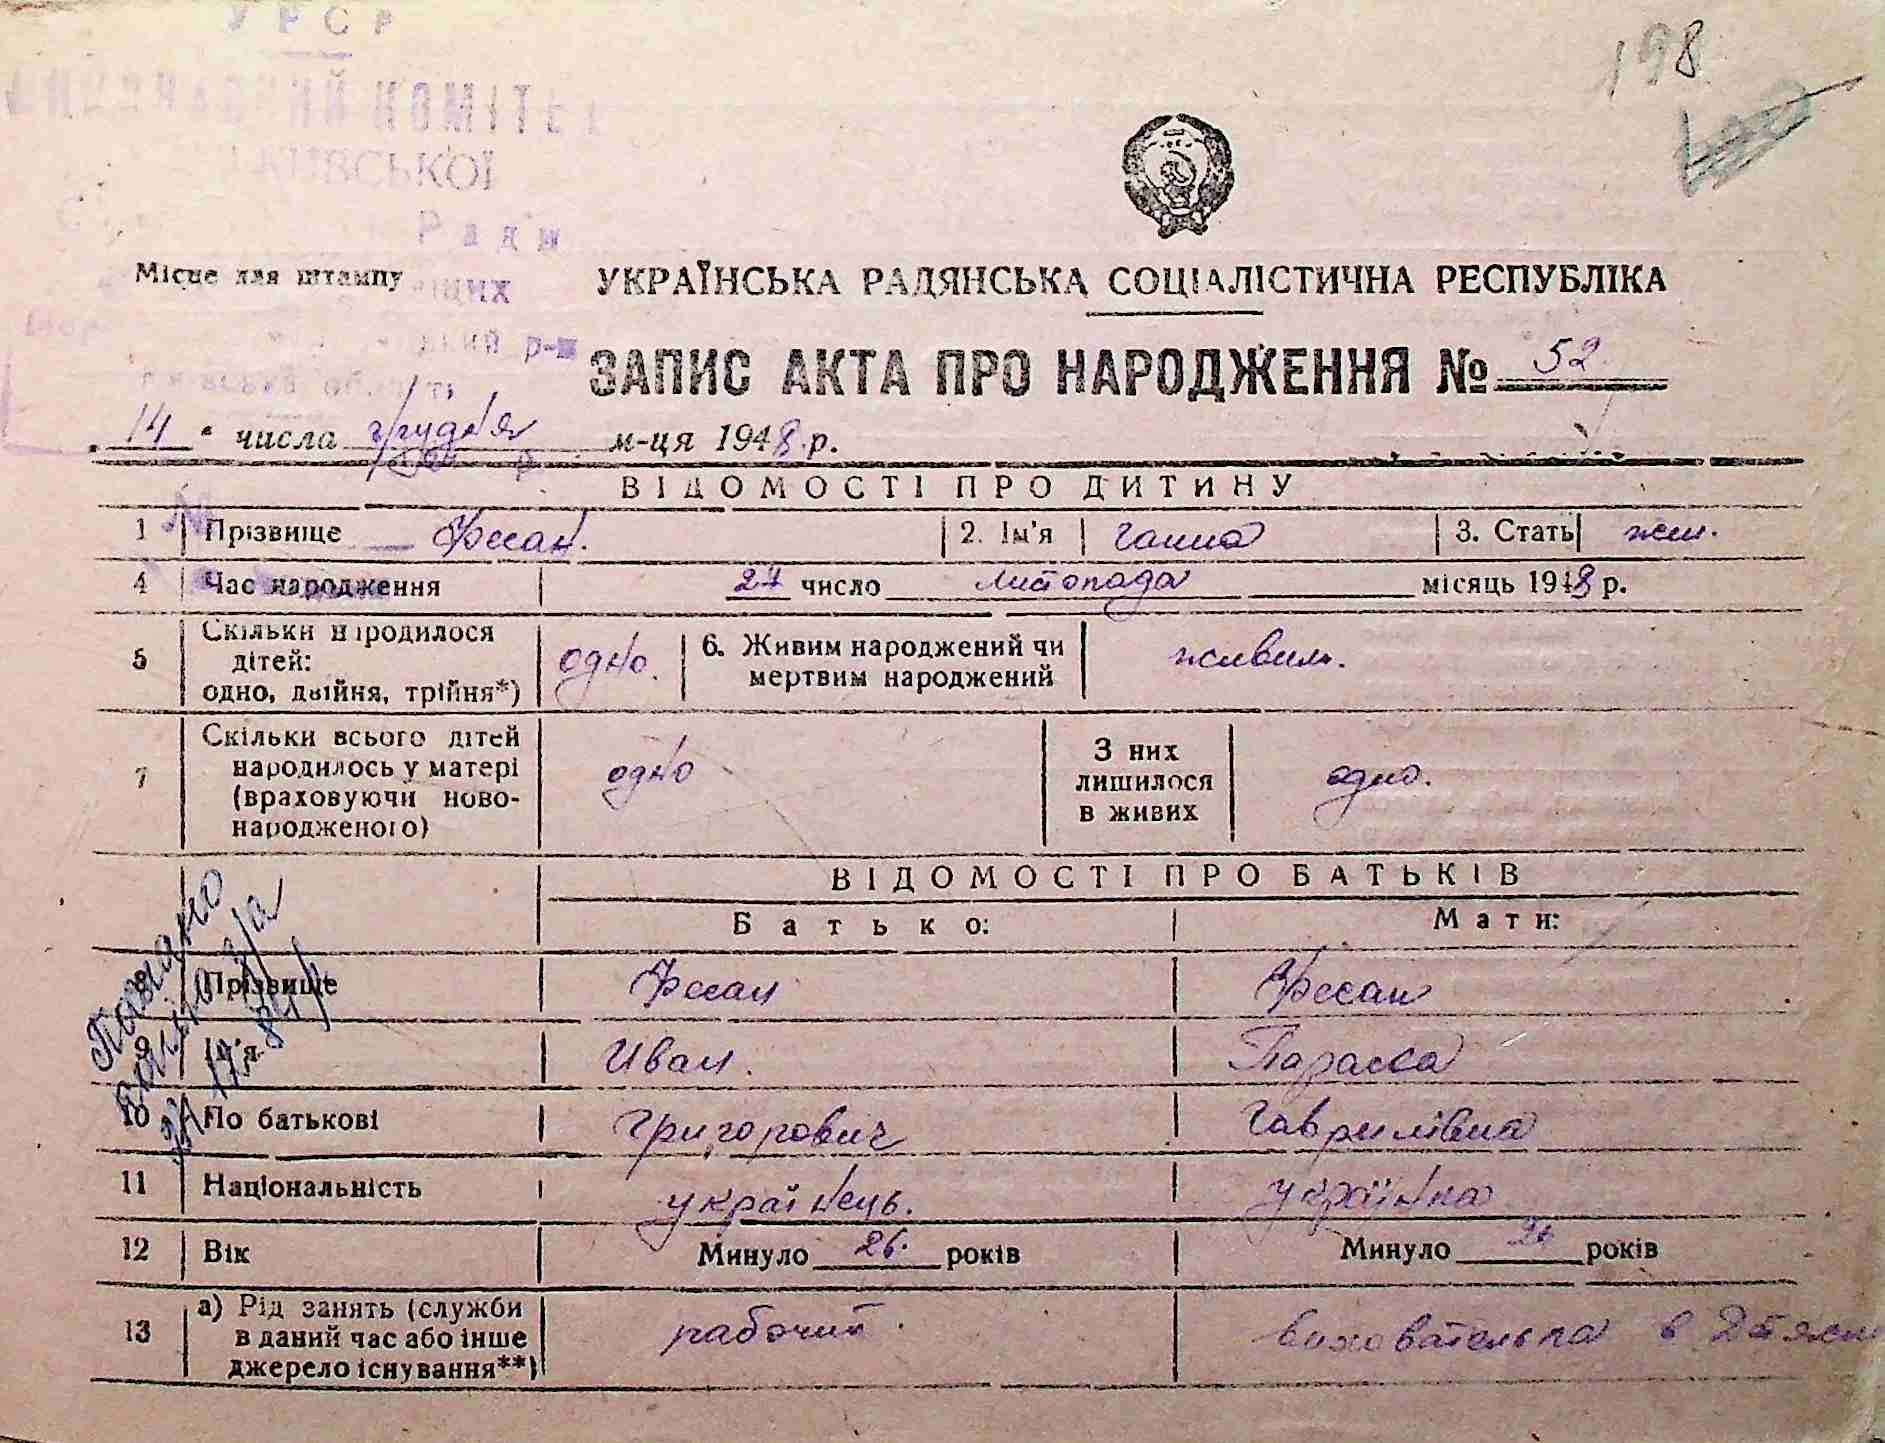 УРСР
КОМІТЕТ
198
Ради
Місце для штампу
УКРАЇНСЬКА РАДЯНСЬКА СОЦІАЛІСТИЧНА РЕСПУБЛІКА
ЗАПИС АКТА ПРО НАРОДЖЕННЯ № 52
"14" числа грудня м-ця 1948 р.
ВІДОМОСТІ ПРО ДИТИНУ
1 Прізвище Фесан. 2. Ім'я Ганна 3. Стать жін.
4 Час народження 27 число листопада місяць 1948 р.
5 Скільки народилося дітей: одно, двійня, трійня*) одно. 6. Живим народжений чи мертвим народжений живим.
7 Скільки всього дітей народилось у матері (враховуючи новонародженого) одно З них лишилося в живих одно.
ВІДОМОСТІ ПРО БАТЬКІВ
Батько: Мати:
8 Прізвище Фесан Фесан
9 Ім'я Иван. Параска
10 По батькові Григорович Гаврилівна
11 Національність українець. українка
12 Вік Минуло 26. років Минуло років
13 а) Рід занять (служби в даний час або інше джерело існування**) рабочий. вихователька в